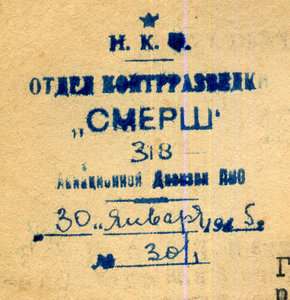 Н. К. О.
ОТДЕЛ КОНТРРАЗВЕДКИ
„СМЕРШ"
318
Авиационной Дивизии ПВО
„30" января 1945 г.
№ 301
Г